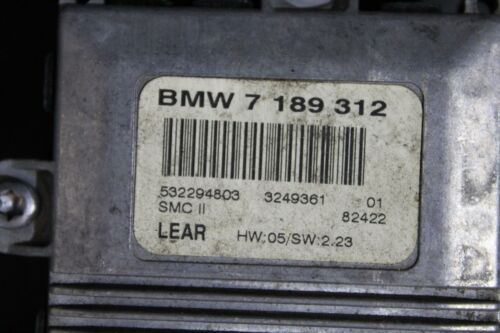 BMW 7 189 312
532294803 3249361 01
SMC II 82422
LEAR HW:05/SW:2.23